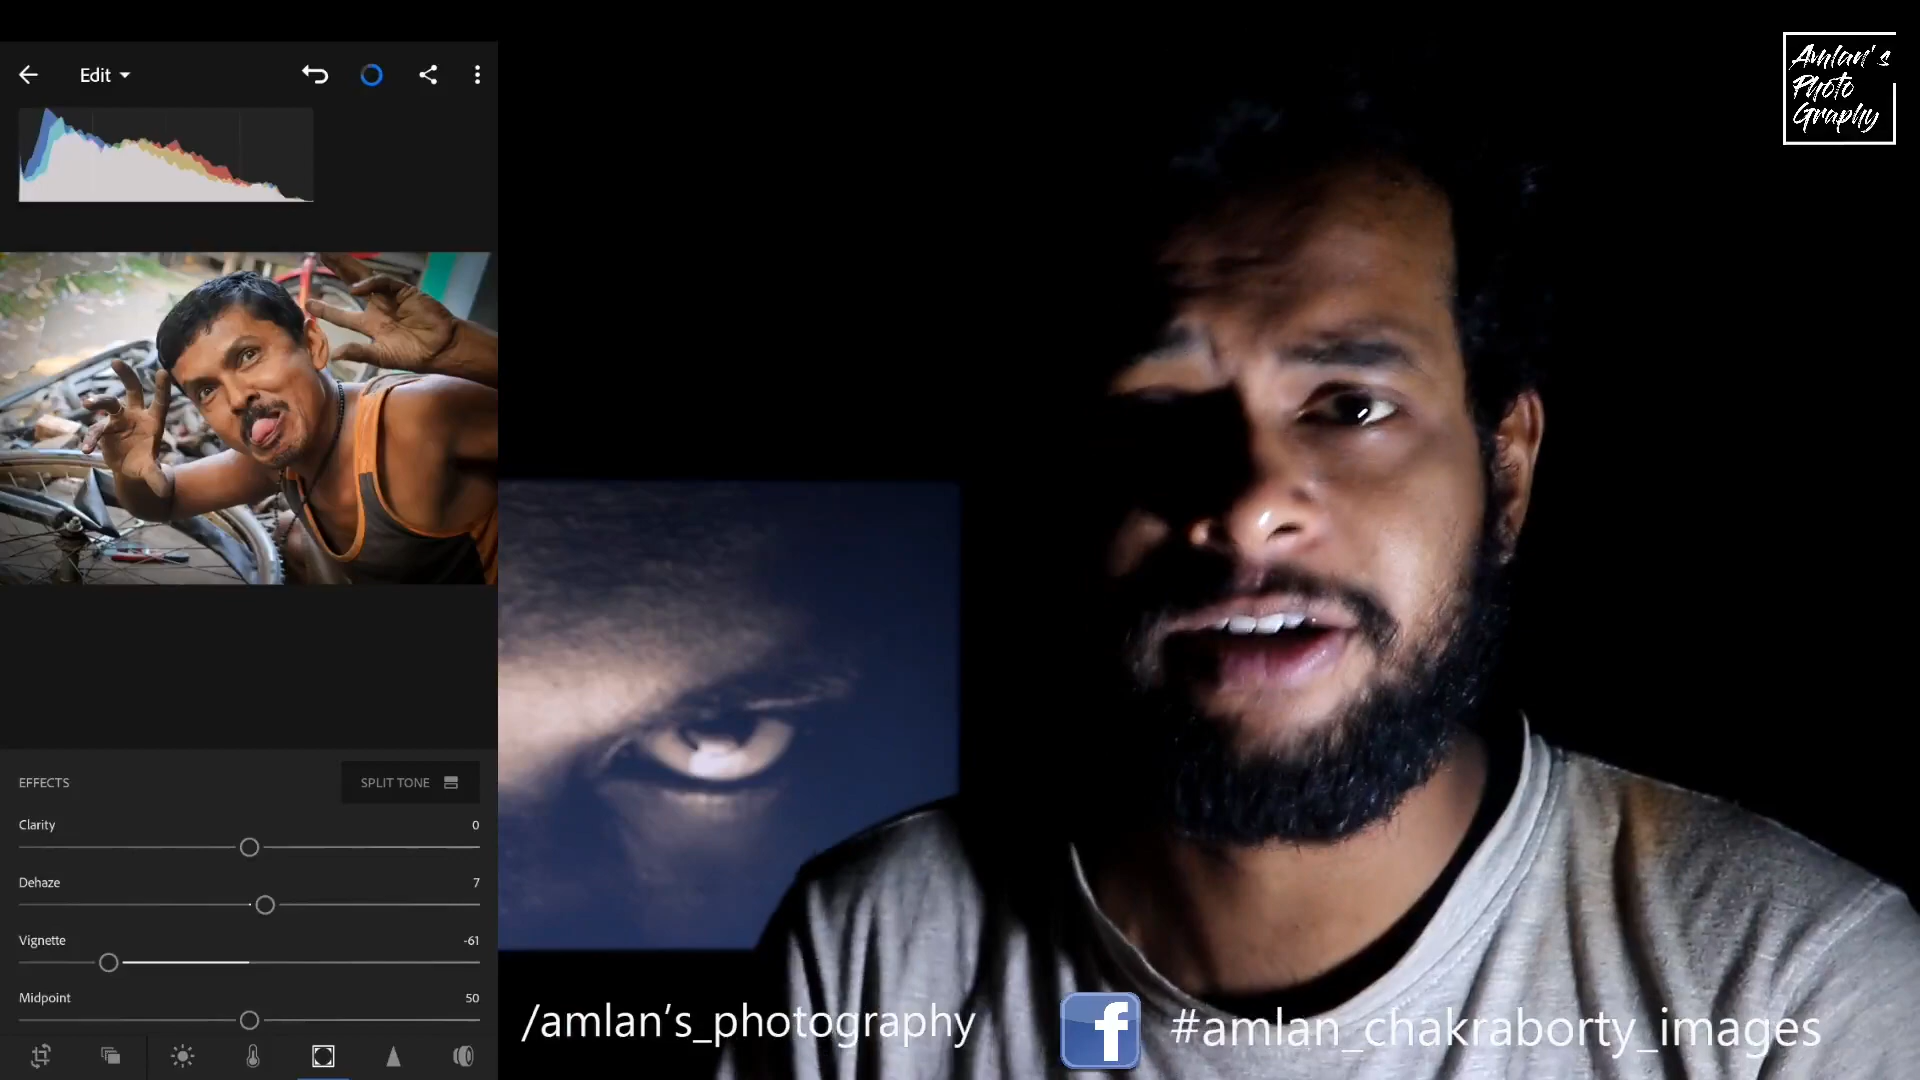 Edit
EFFECTS
SPLIT TONE
Clarity
0
Dehaze
7
Vignette
-61
Midpoint
50
Amlan's
Photo
Graphy
/amlan's_photography
f
#amlan_chakraborty_images